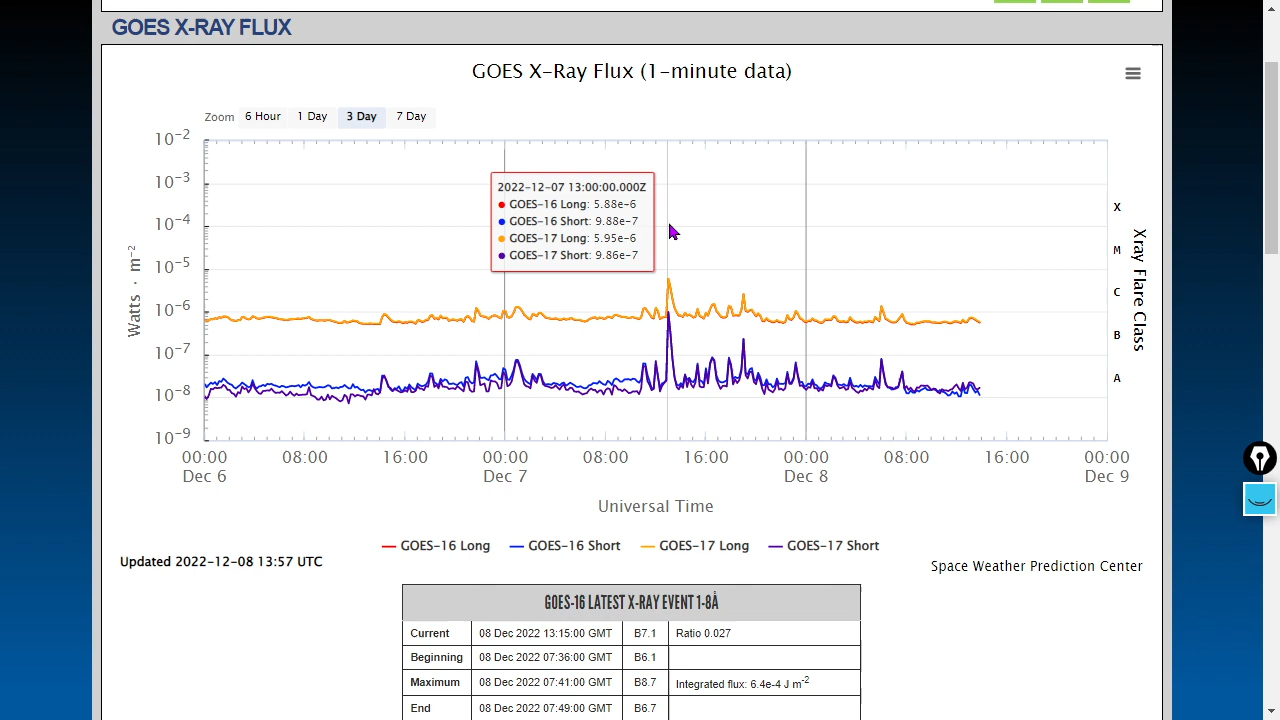 GOES X-RAY FLUX
GOES X-Ray Flux (1-minute data)
Zoom 6 Hour 1 Day 3 Day 7 Day
10-2
10-3
10-4
10-5
10-6
10-7
10-8
10-9
Watts · m-2
2022-12-07 13:00:00.000Z
GOES-16 Long: 5.88e-6
GOES-16 Short: 9.88e-7
GOES-17 Long: 5.95e-6
GOES-17 Short: 9.86e-7
X
M
C
B
A
Xray Flare Class
00:00 08:00 16:00 00:00 08:00 16:00 00:00 08:00 16:00 00:00
Dec 6 Dec 7 Dec 8 Dec 9
Universal Time
GOES-16 Long GOES-16 Short GOES-17 Long GOES-17 Short
Updated 2022-12-08 13:57 UTC
Space Weather Prediction Center
GOES-16 LATEST X-RAY EVENT 1-8Å
Current 08 Dec 2022 13:15:00 GMT B7.1 Ratio 0.027
Beginning 08 Dec 2022 07:36:00 GMT B6.1
Maximum 08 Dec 2022 07:41:00 GMT B8.7 Integrated flux: 6.4e-4 J m-2
End 08 Dec 2022 07:49:00 GMT B6.7